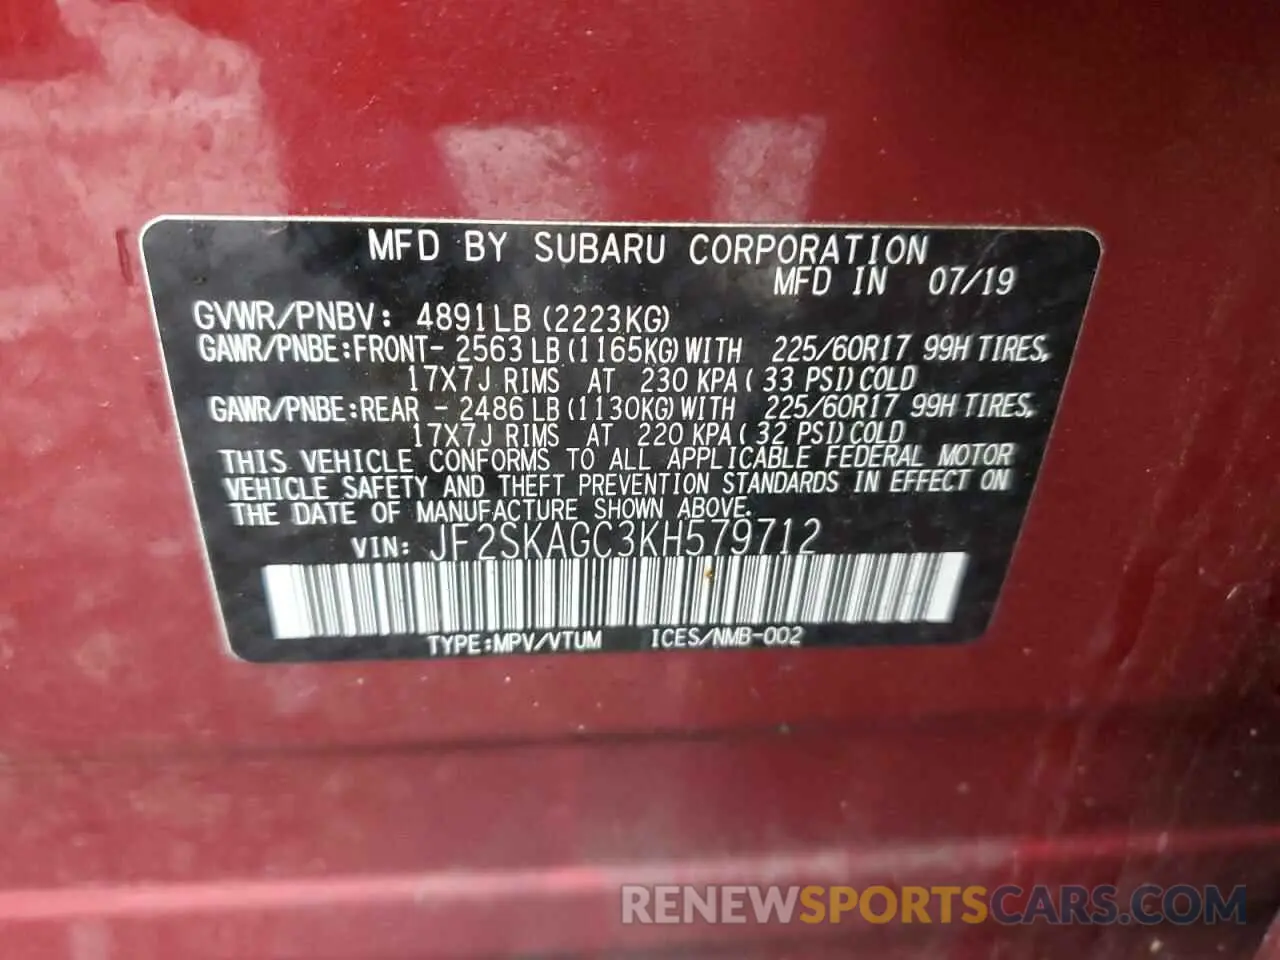 MFD BY SUBARU CORPORATION
MFD IN 07/19
GVWR/PNBV: 4891LB (2223KG)
GAWR/PNBE:FRONT- 2563 LB (1165KG) WITH 225/60R17 99H TIRES,
17X7J RIMS AT 230 KPA ( 33 PSI) COLD
GAWR/PNBE:REAR - 2486 LB (1130KG) WITH 225/60R17 99H TIRES,
17X7J RIMS AT 220 KPA ( 32 PSI) COLD
THIS VEHICLE CONFORMS TO ALL APPLICABLE FEDERAL MOTOR
VEHICLE SAFETY AND THEFT PREVENTION STANDARDS IN EFFECT ON
THE DATE OF MANUFACTURE SHOWN ABOVE.
VIN: JF2SKAGC3KH579712
TYPE:MPV/VTUM ICES/NMB-002
RENEWSPORTSCARS.COM